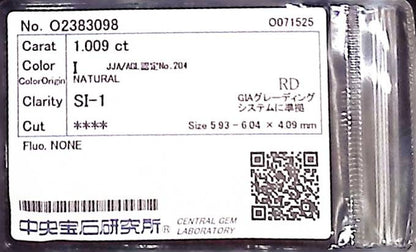 No. O2383098 O071525
Carat 1.009 ct
Color I JJA/AGL認定No.204
ColorOrigin NATURAL
RD
Clarity SI-1 GIAグレーディング
システムに準拠
Cut ****
Size 5.93 - 6.04 × 4.09 mm
Fluo. NONE
中央宝石研究所® CENTRAL GEM
LABORATORY